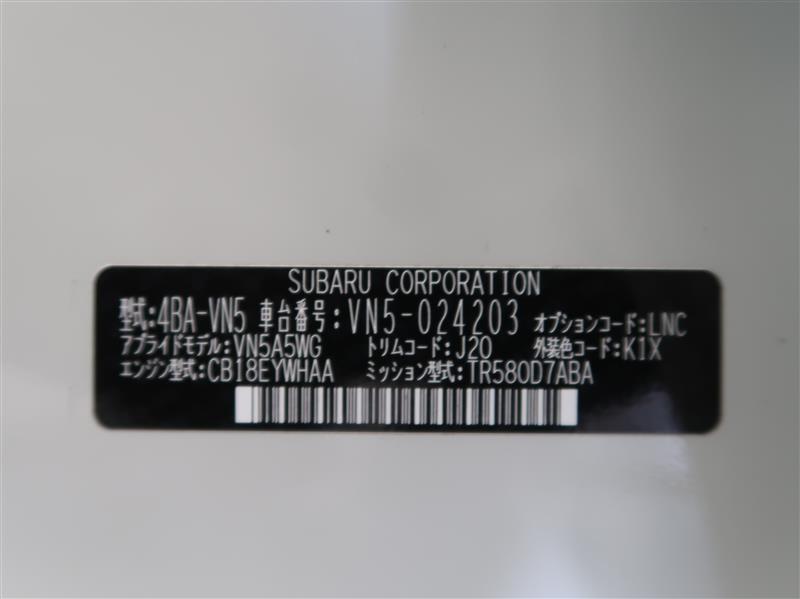 SUBARU CORPORATION
型式:4BA-VN5 車台番号:VN5-024203 オプションコード:LNC
アプライドモデル:VN5A5WG トリムコード:J20 外装色コード:K1X
エンジン型式:CB18EYWHAA ミッション型式:TR580D7ABA